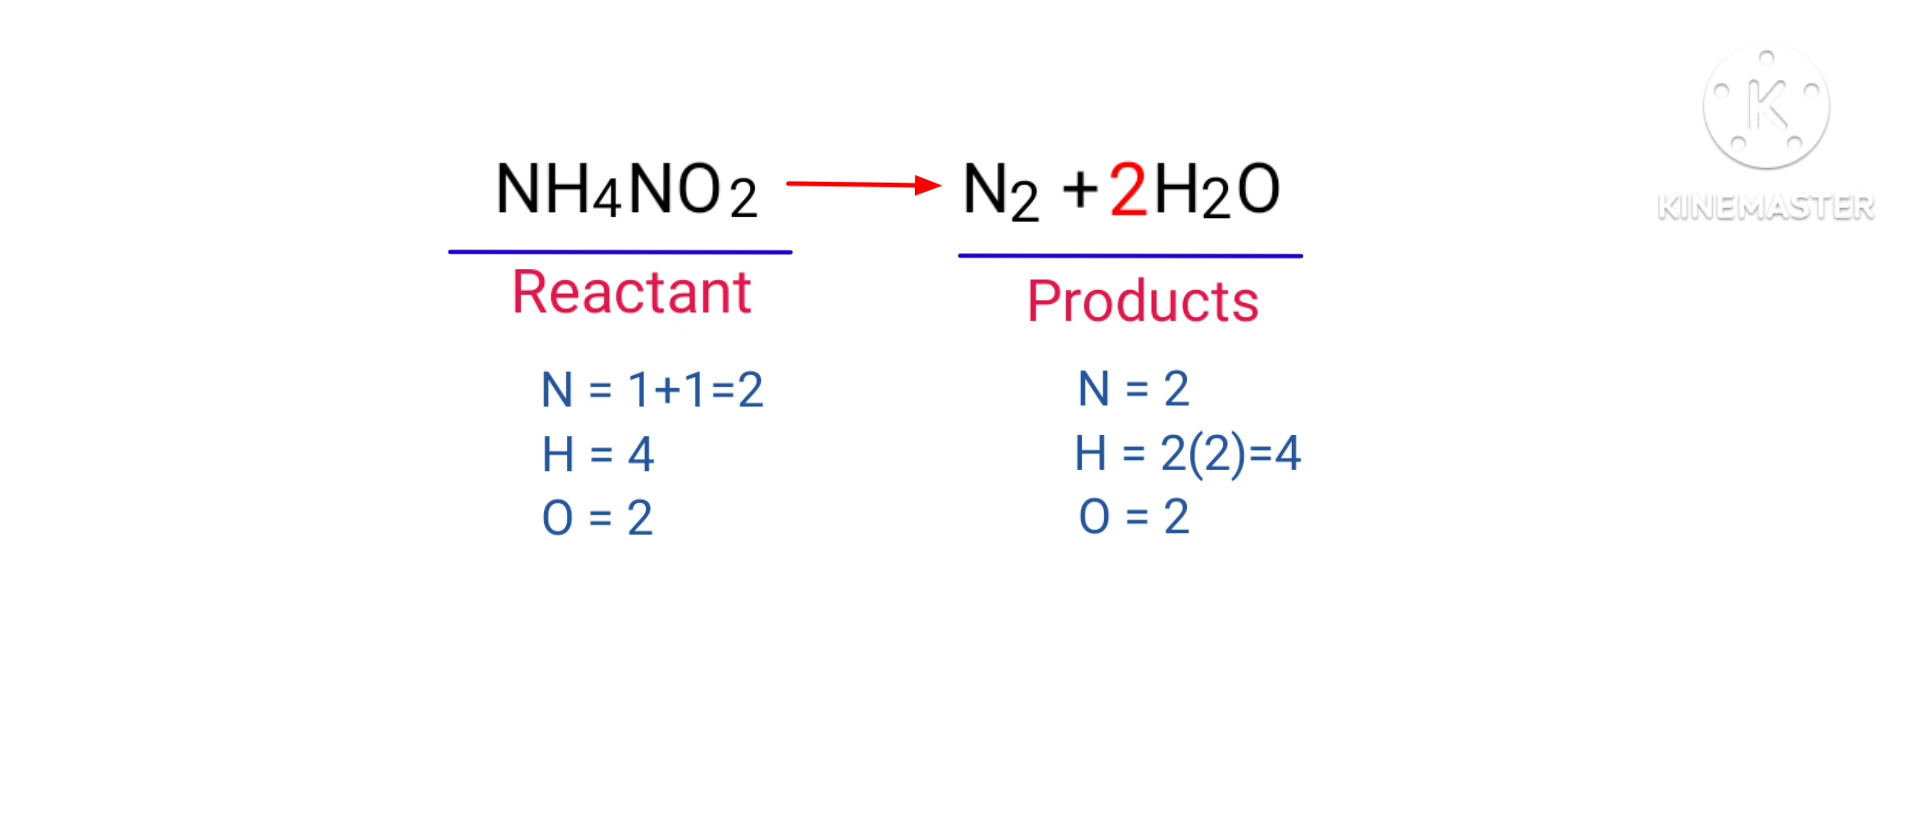 NH4NO2 → N2 + 2H2O
Reactant
Products
N = 1+1=2
H = 4
O = 2
N = 2
H = 2(2)=4
O = 2
K
KINEMASTER